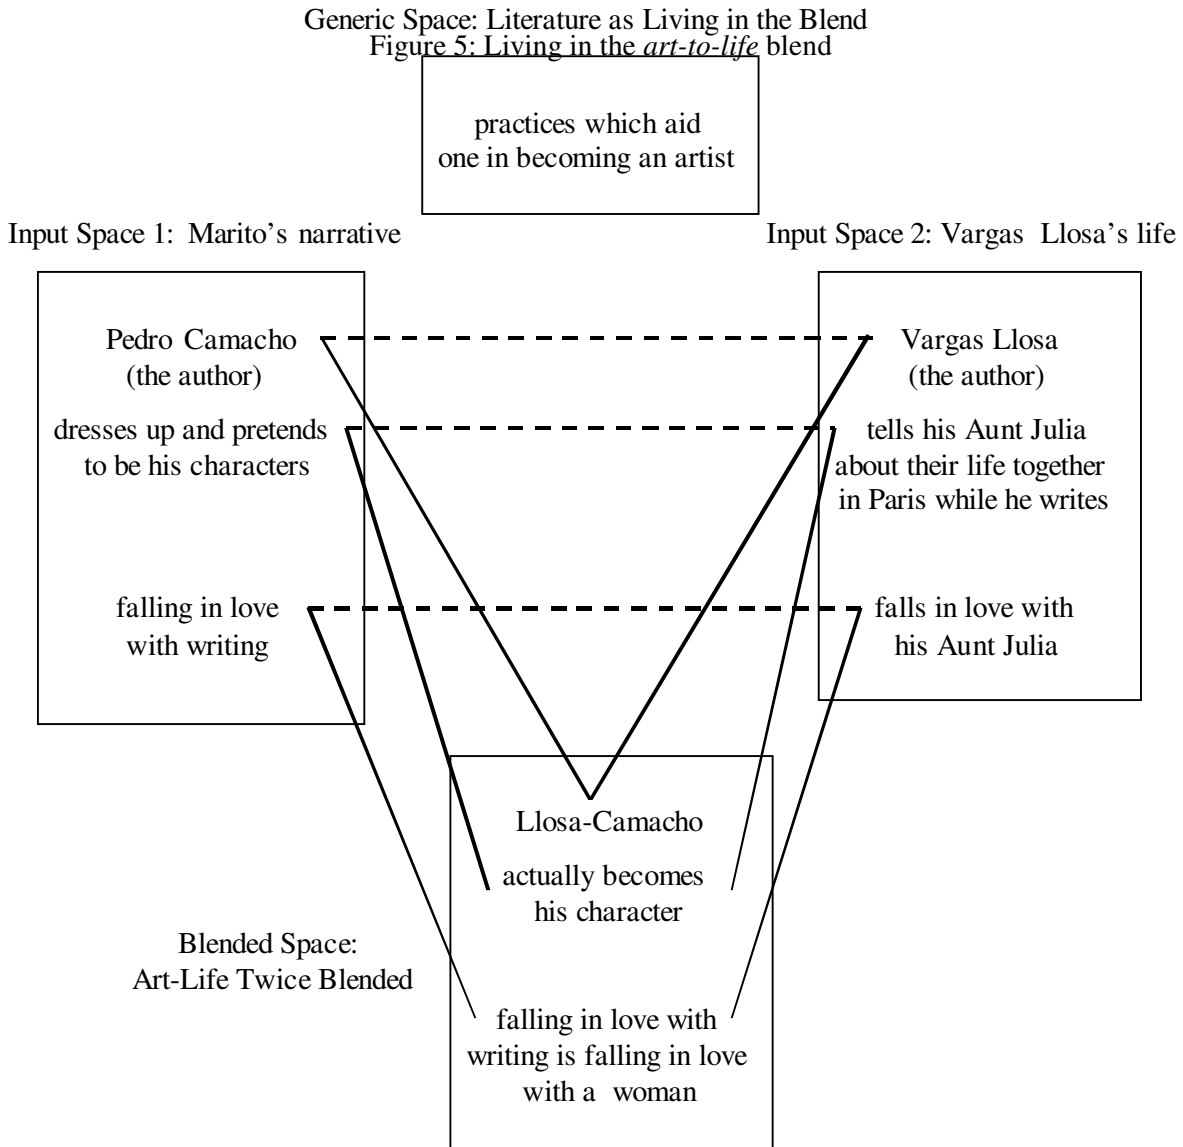 Generic Space: Literature as Living in the Blend
Figure 5: Living in the art-to-life blend
practices which aid
one in becoming an artist
Input Space 1: Marito's narrative
Input Space 2: Vargas Llosa's life
Pedro Camacho
(the author)
dresses up and pretends
to be his characters
falling in love
with writing
Vargas Llosa
(the author)
tells his Aunt Julia
about their life together
in Paris while he writes
falls in love with
his Aunt Julia
Llosa-Camacho
actually becomes
his character
Blended Space:
Art-Life Twice Blended
falling in love with
writing is falling in love
with a woman